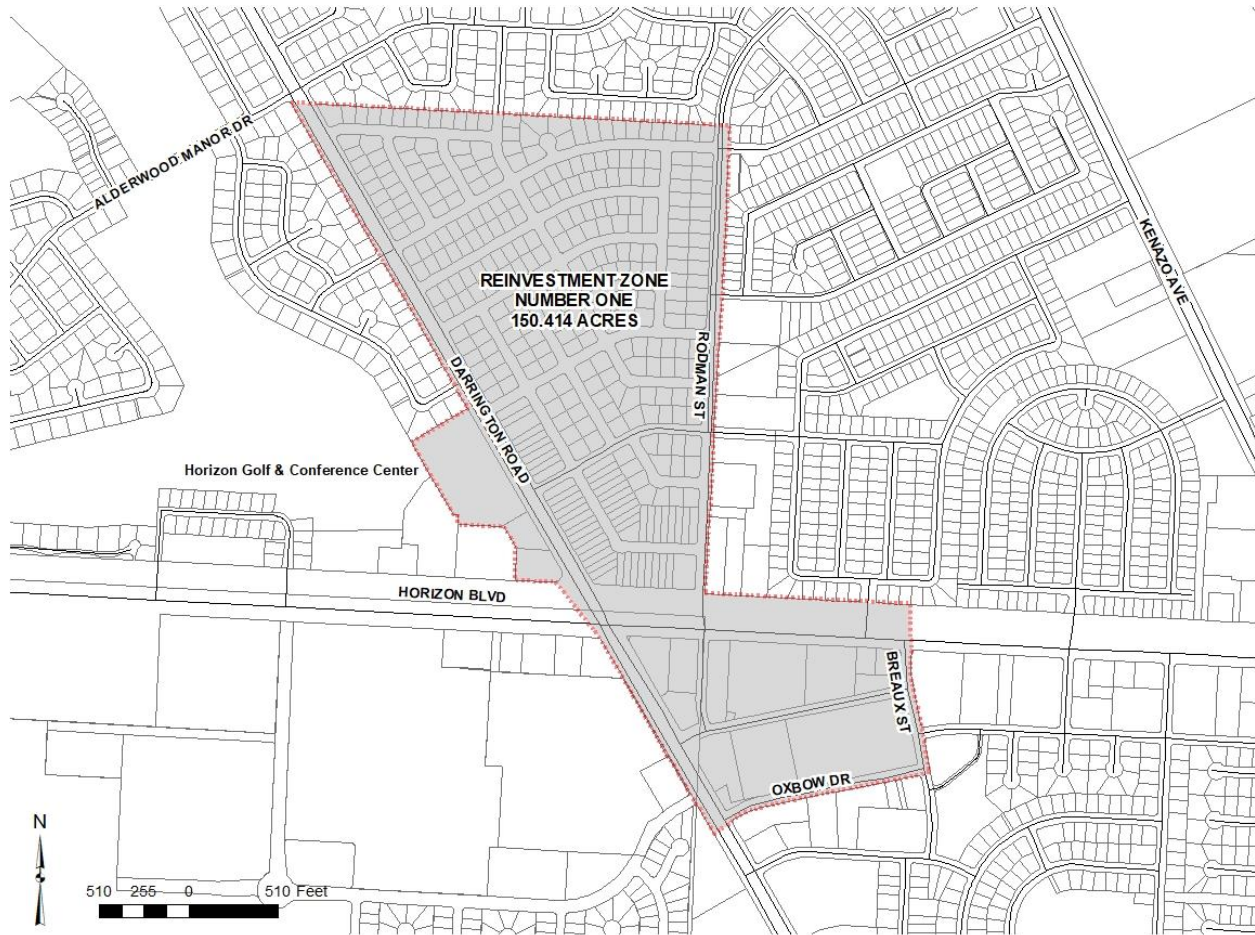 ALDERWOOD MANOR DR
KENAZO AVE
REINVESTMENT ZONE
NUMBER ONE
150.414 ACRES
RODMAN ST
DARRINGTON ROAD
Horizon Golf & Conference Center
HORIZON BLVD
BREAUX ST
OXBOW DR
N
510 255 0 510 Feet